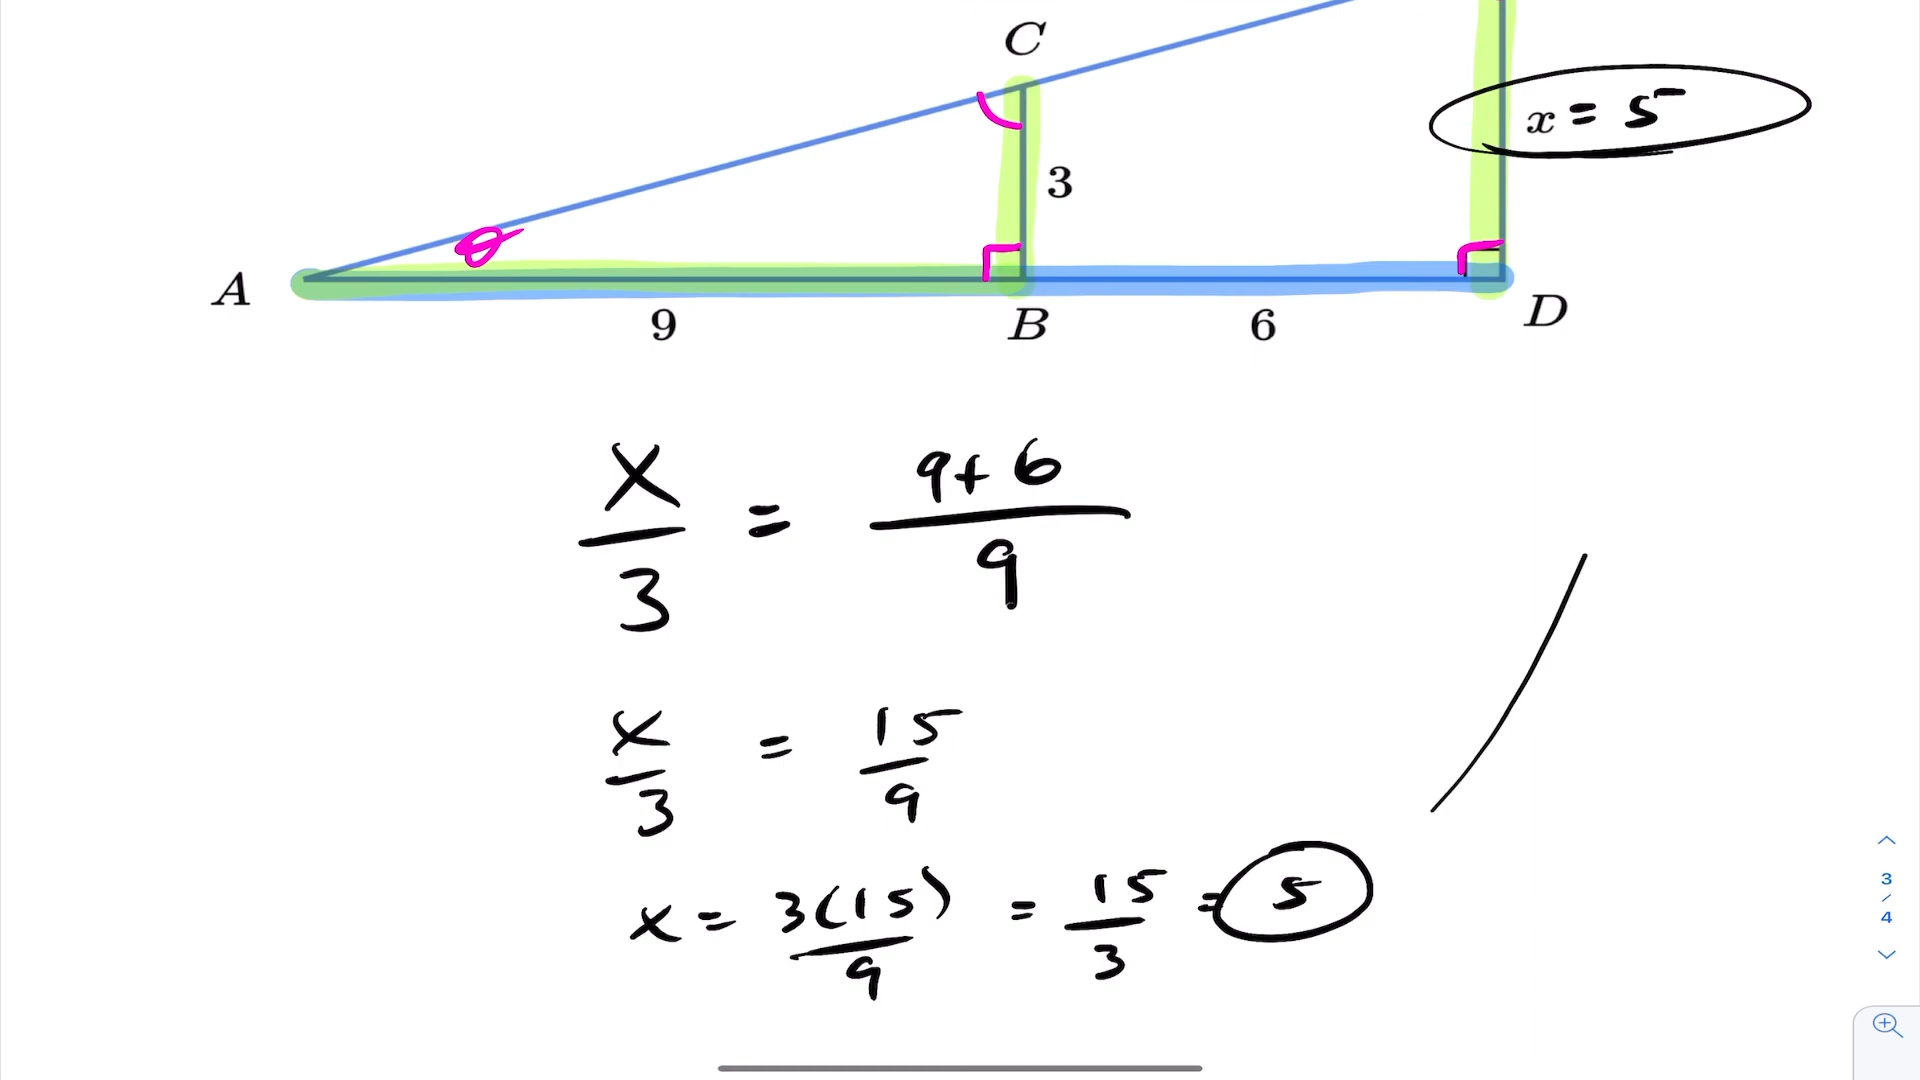 C
x = 5
3
θ
A
9
B
6
D
x/3 = 9+6/9
x/3 = 15/9
x = 3(15)/9 = 15/3 = 5
3
/
4